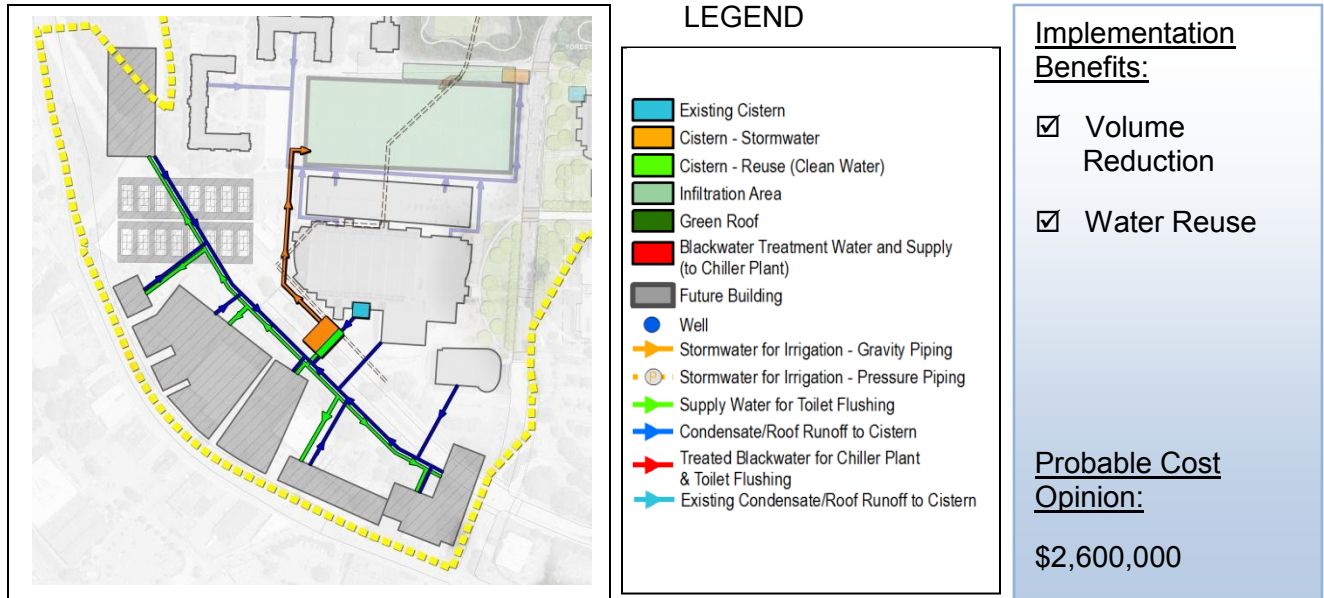 FOREST
LEGEND
Existing Cistern
Cistern - Stormwater
Cistern - Reuse (Clean Water)
Infiltration Area
Green Roof
Blackwater Treatment Water and Supply
(to Chiller Plant)
Future Building
Well
Stormwater for Irrigation - Gravity Piping
P
Stormwater for Irrigation - Pressure Piping
Supply Water for Toilet Flushing
Condensate/Roof Runoff to Cistern
Treated Blackwater for Chiller Plant
& Toilet Flushing
Existing Condensate/Roof Runoff to Cistern
Implementation
Benefits:
☑ Volume
Reduction
☑ Water Reuse
Probable Cost
Opinion:
$2,600,000